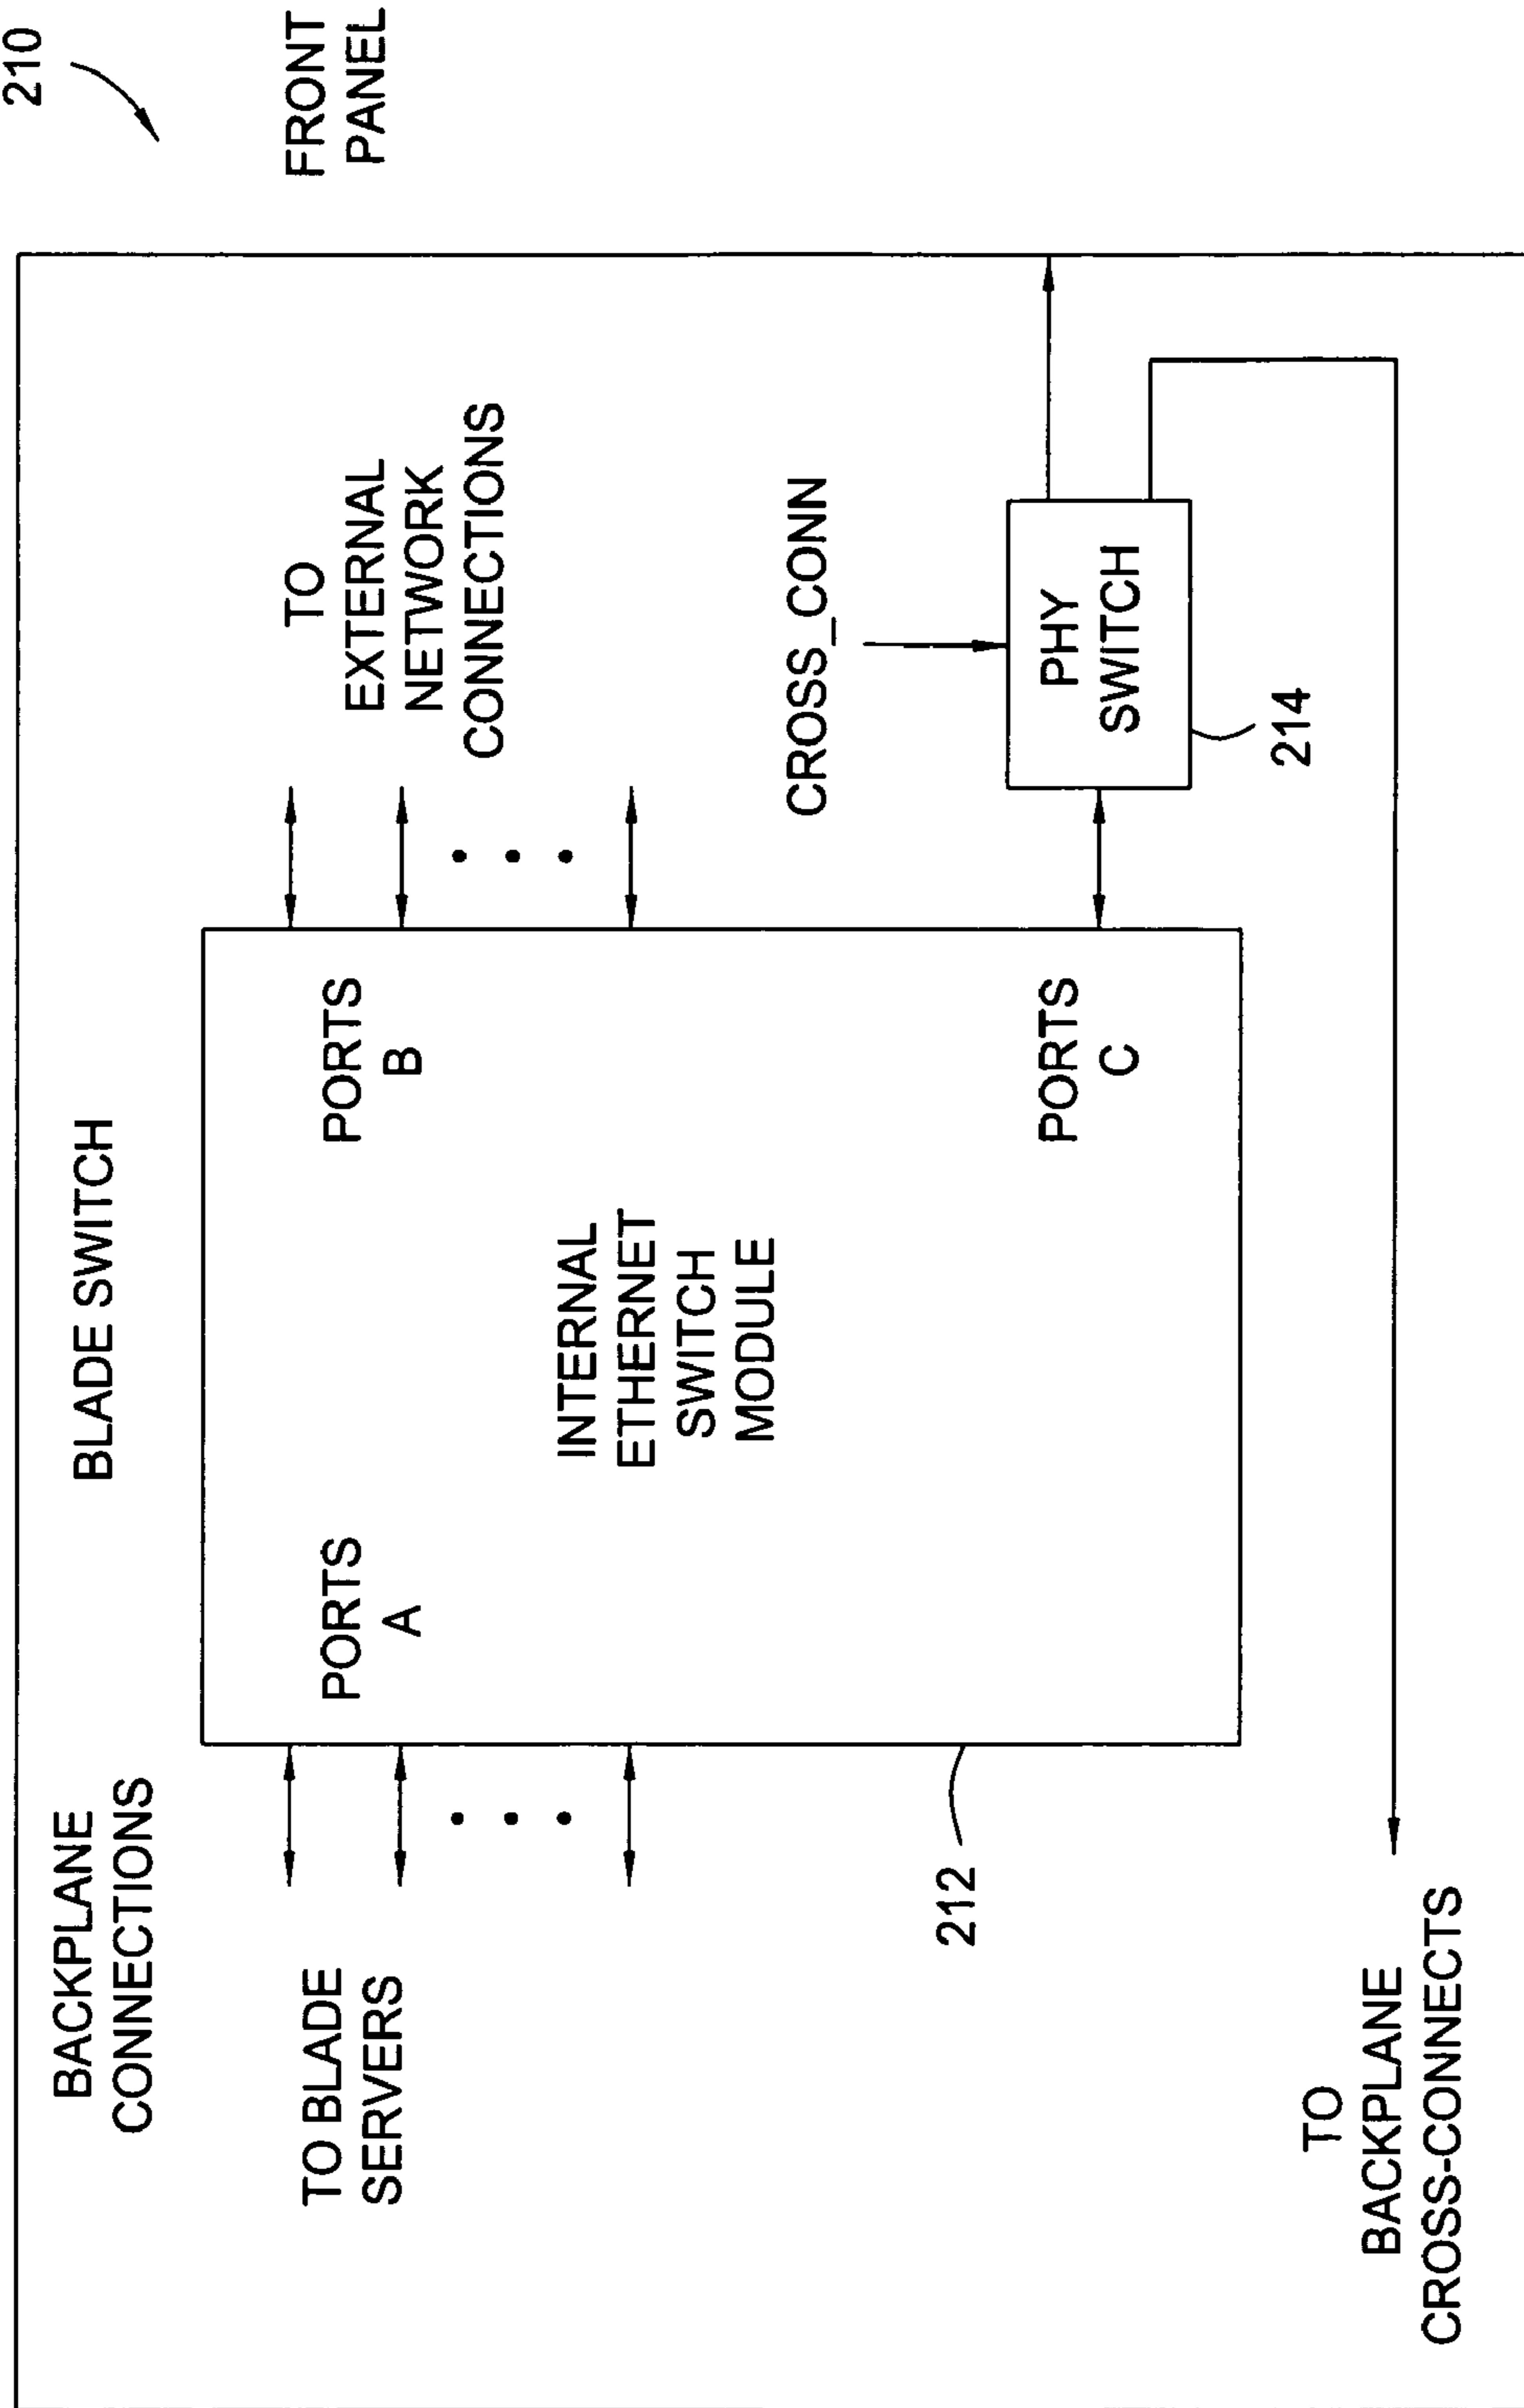 210
BLADE SWITCH
BACKPLANE
CONNECTIONS
FRONT
PANEL
TO BLADE
SERVERS
PORTS
A
PORTS
B
TO
EXTERNAL
NETWORK
CONNECTIONS
INTERNAL
ETHERNET
SWITCH
MODULE
CROSS_CONN
212
PORTS
C
PHY
SWITCH
214
TO
BACKPLANE
CROSS-CONNECTS